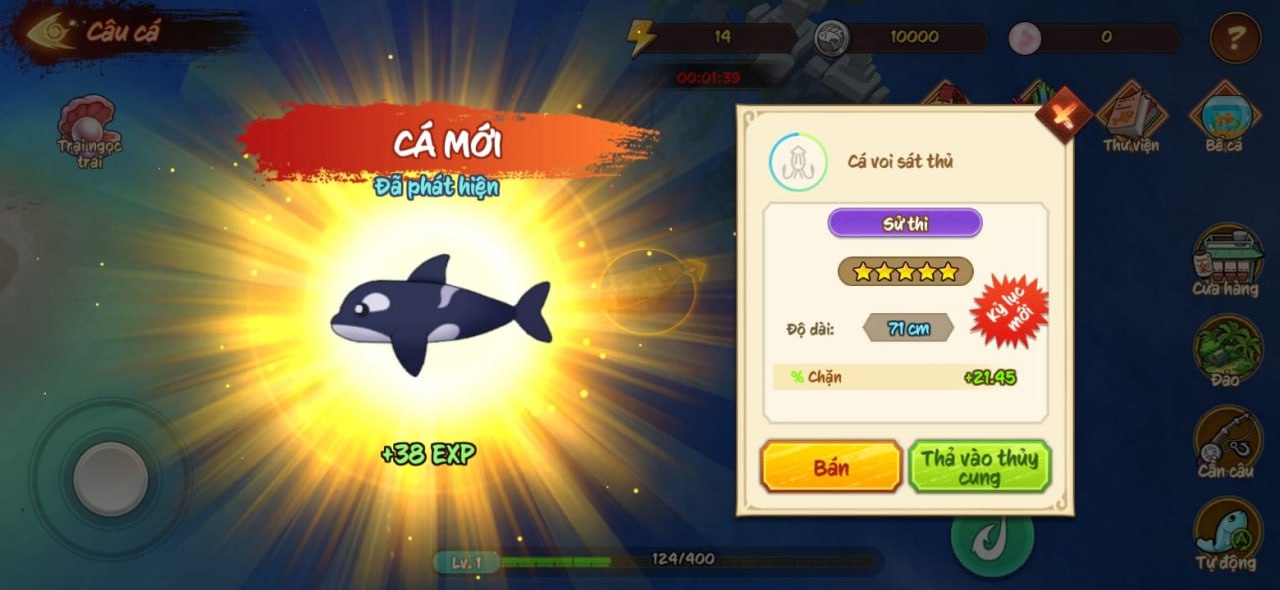 Câu cá
14
10000
0
?
00:01:39
Trại ngọc
trai
CÁ MỚI
Đã phát hiện
Cá voi sát thủ
Thư viện
Bể cá
Sử thi
Kỷ lục
mới
Độ dài:
71 cm
% Chặn
+21.45
Cửa hàng
Đảo
+38 EXP
Bán
Thả vào thủy
cung
Cần câu
Lv. 1
124/400
A
Tự động